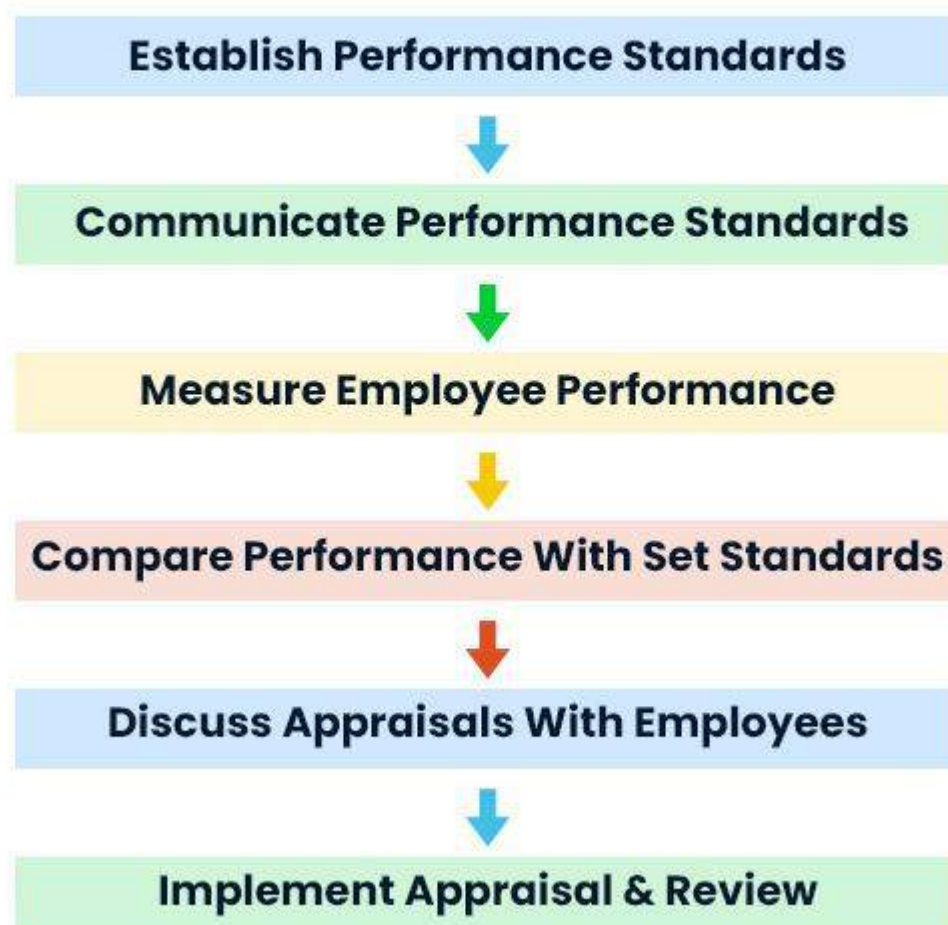 Establish Performance Standards
Communicate Performance Standards
Measure Employee Performance
Compare Performance With Set Standards
Discuss Appraisals With Employees
Implement Appraisal & Review